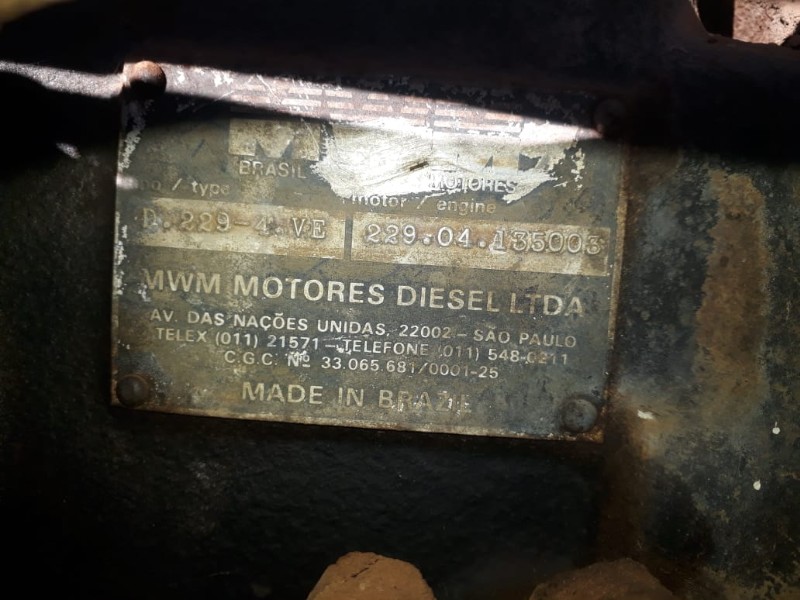 BRASIL MOTORES
/ type motor / engine
D.229-4.VE 229.04.135003
MWM MOTORES DIESEL LTDA
AV. DAS NAÇÕES UNIDAS, 22002 - SÃO PAULO
TELEX (011) 21571 - TELEFONE (011) 548-0211
C.G.C. Nº 33.065.681/0001-25
MADE IN BRAZIL